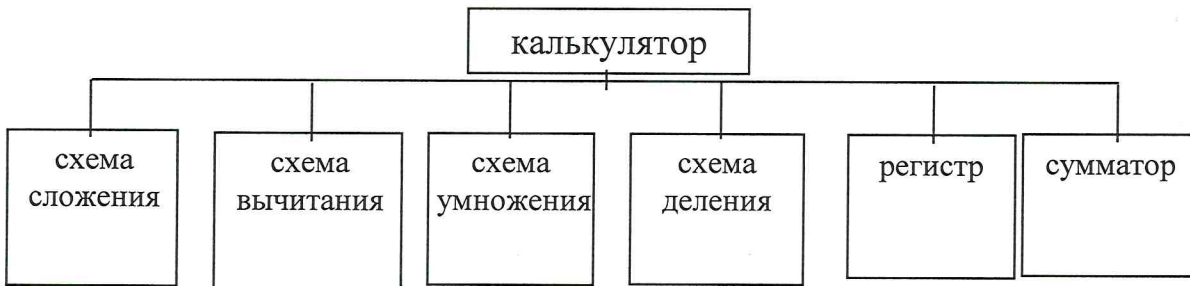 калькулятор
схема
сложения
схема
вычитания
схема
умножения
схема
деления
регистр
сумматор